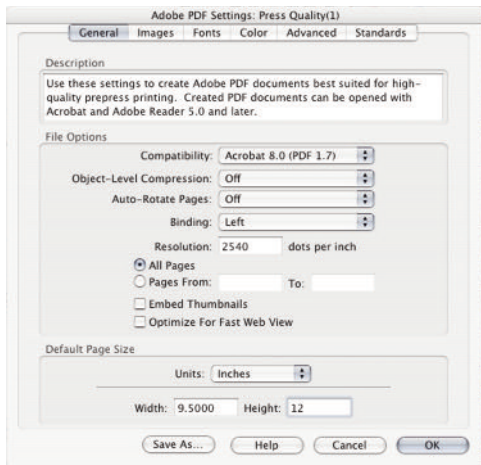 Adobe PDF Settings: Press Quality(1)
General Images Fonts Color Advanced Standards
Description
Use these settings to create Adobe PDF documents best suited for high-
quality prepress printing. Created PDF documents can be opened with
Acrobat and Adobe Reader 5.0 and later.
File Options
Compatibility: Acrobat 8.0 (PDF 1.7)
Object-Level Compression: Off
Auto-Rotate Pages: Off
Binding: Left
Resolution: 2540 dots per inch
All Pages
Pages From: To:
Embed Thumbnails
Optimize For Fast Web View
Default Page Size
Units: Inches
Width: 9.5000 Height: 12
Save As... Help Cancel OK